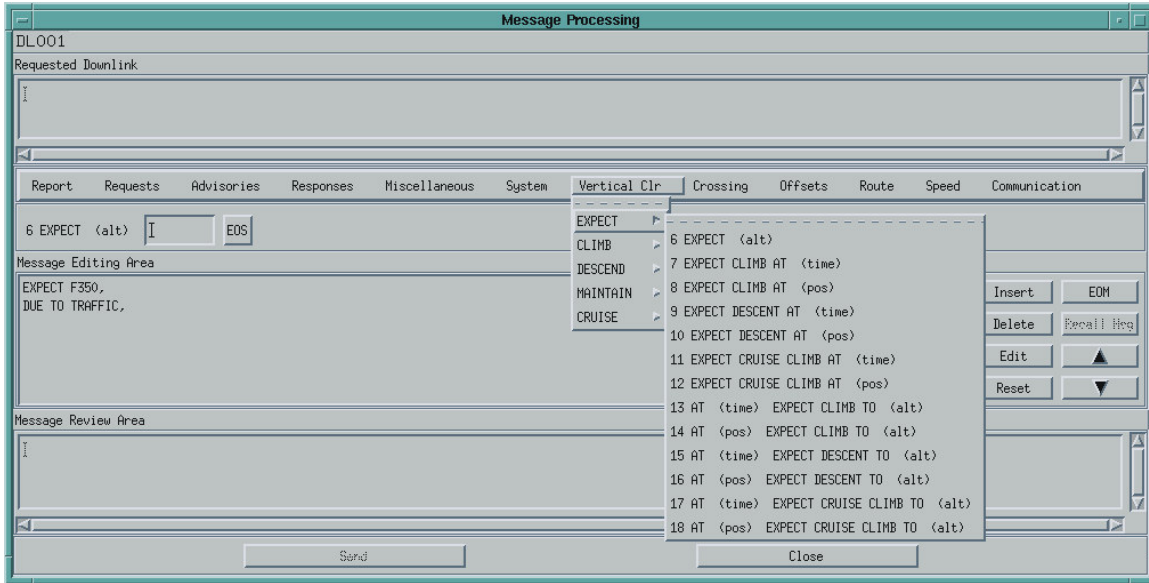 Message Processing
DL001
Requested Downlink
Report Requests Advisories Responses Miscellaneous System Vertical Clr Crossing Offsets Route Speed Communication
6 EXPECT (alt) EOS
EXPECT
CLIMB
DESCEND
MAINTAIN
CRUISE
6 EXPECT (alt)
7 EXPECT CLIMB AT (time)
8 EXPECT CLIMB AT (pos)
9 EXPECT DESCENT AT (time)
10 EXPECT DESCENT AT (pos)
11 EXPECT CRUISE CLIMB AT (time)
12 EXPECT CRUISE CLIMB AT (pos)
13 AT (time) EXPECT CLIMB TO (alt)
14 AT (pos) EXPECT CLIMB TO (alt)
15 AT (time) EXPECT DESCENT TO (alt)
16 AT (pos) EXPECT DESCENT TO (alt)
17 AT (time) EXPECT CRUISE CLIMB TO (alt)
18 AT (pos) EXPECT CRUISE CLIMB TO (alt)
Message Editing Area
EXPECT F350,
DUE TO TRAFFIC,
Insert EOM
Delete Recall Msg
Edit
Reset
Message Review Area
Send Close